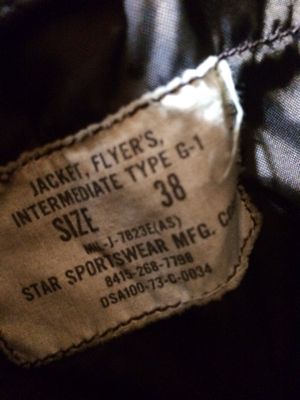 JACKET, FLYER'S,
INTERMEDIATE TYPE G-1
SIZE 38
MIL-J-7823E(AS)
STAR SPORTSWEAR MFG. CO
8415-268-7798
DSA100-73-C-0034